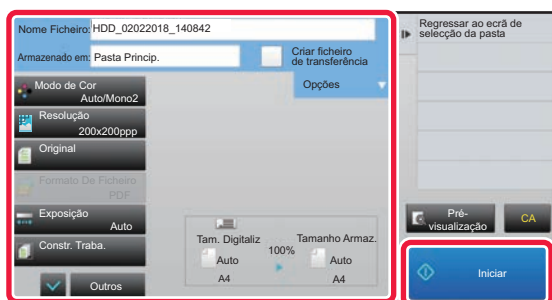 Nome Ficheiro: HDD_02022018_140842
Armazenado em: Pasta Princip.
Criar ficheiro
de transferência
Opções
Modo de Cor
Auto/Mono2
Resolução
200x200ppp
Original
Formato De Ficheiro
PDF
Exposição
Auto
Constr. Traba.
Outros
Tam. Digitaliz
Auto
A4
100%
Tamanho Armaz.
Auto
A4
Regressar ao ecrã de
selecção da pasta
Pré-
visualização
CA
Iniciar